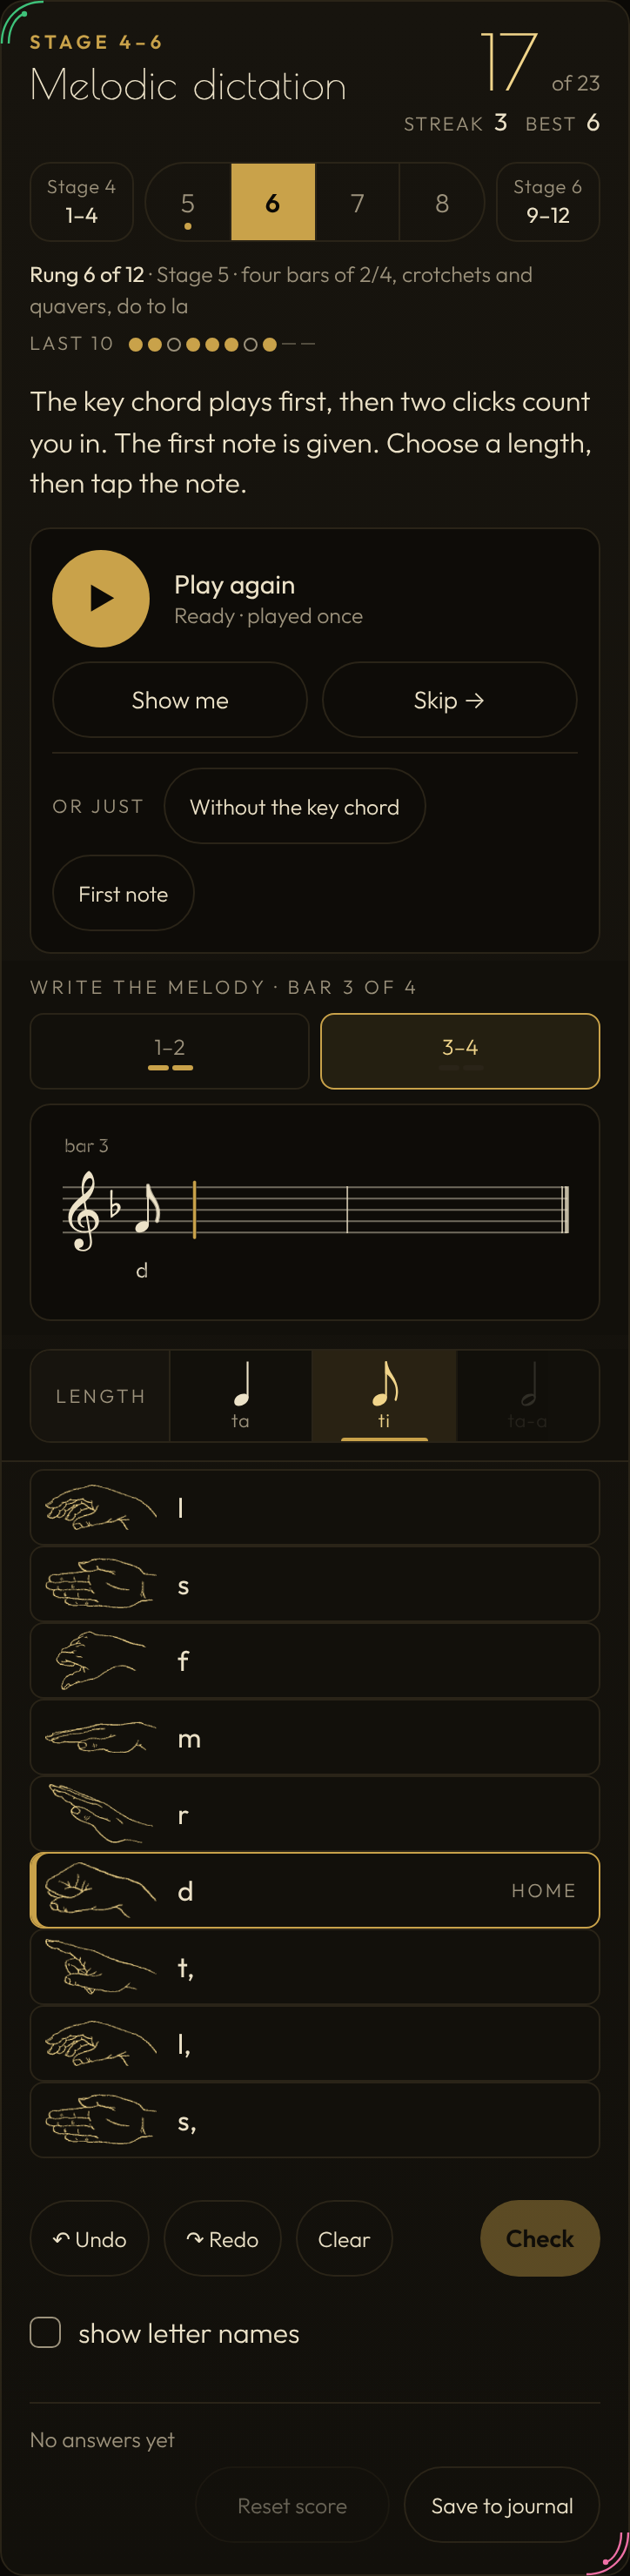 STAGE 4–6
Melodic dictation
17 of 23
STREAK 3 BEST 6
Stage 4
1–4
5
6
7
8
Stage 6
9–12
Rung 6 of 12 · Stage 5 · four bars of 2/4, crotchets and
quavers, do to la
LAST 10
The key chord plays first, then two clicks count
you in. The first note is given. Choose a length,
then tap the note.
Play again
Ready · played once
Show me
Skip →
OR JUST
Without the key chord
First note
WRITE THE MELODY · BAR 3 OF 4
1–2
3–4
bar 3
d
LENGTH
ta
ti
ta-a
l
s
f
m
r
d HOME
t,
l,
s,
↶ Undo
↷ Redo
Clear
Check
show letter names
No answers yet
Reset score
Save to journal